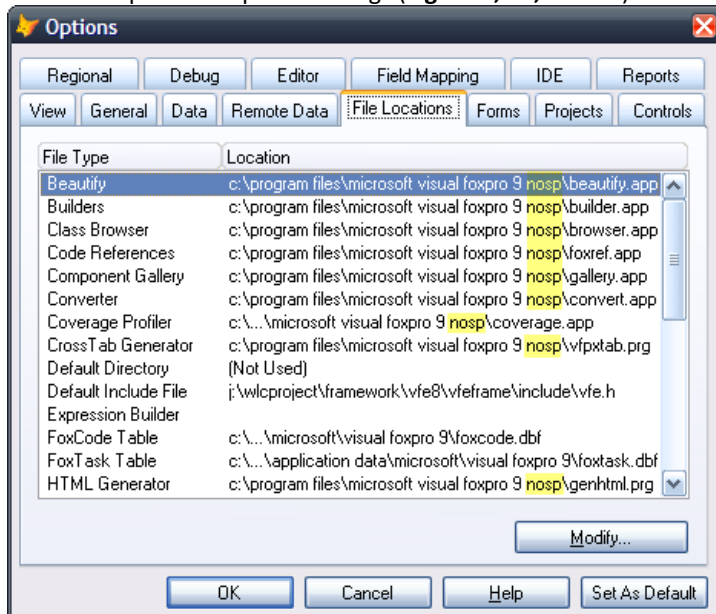 Options
Regional Debug Editor Field Mapping IDE Reports
View General Data Remote Data File Locations Forms Projects Controls
File Type Location
Beautify c:\program files\microsoft visual foxpro 9 nosp\beautify.app
Builders c:\program files\microsoft visual foxpro 9 nosp\builder.app
Class Browser c:\program files\microsoft visual foxpro 9 nosp\browser.app
Code References c:\program files\microsoft visual foxpro 9 nosp\foxref.app
Component Gallery c:\program files\microsoft visual foxpro 9 nosp\gallery.app
Converter c:\program files\microsoft visual foxpro 9 nosp\convert.app
Coverage Profiler c:\...\microsoft visual foxpro 9 nosp\coverage.app
CrossTab Generator c:\program files\microsoft visual foxpro 9 nosp\vfpxtab.prg
Default Directory (Not Used)
Default Include File j:\wlcproject\framework\vfe8\vfeframe\include\vfe.h
Expression Builder
FoxCode Table c:\...\microsoft\visual foxpro 9\foxcode.dbf
FoxTask Table c:\...\application data\microsoft\visual foxpro 9\foxtask.dbf
HTML Generator c:\program files\microsoft visual foxpro 9 nosp\genhtml.prg
Modify...
OK Cancel Help Set As Default